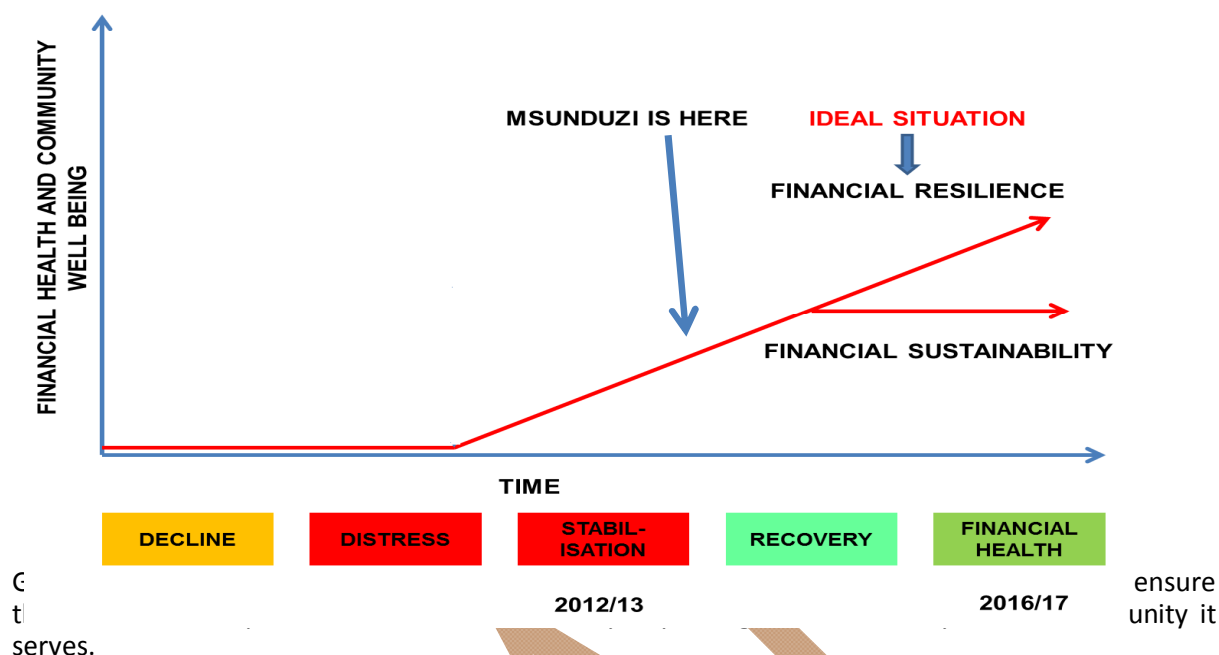 FINANCIAL HEALTH AND COMMUNITY
WELL BEING
MSUNDUZI IS HERE
IDEAL SITUATION
FINANCIAL RESILIENCE
FINANCIAL SUSTAINABILITY
TIME
DECLINE
DISTRESS
STABIL-
ISATION
RECOVERY
FINANCIAL
HEALTH
ensure
2012/13
2016/17
unity it
serves.